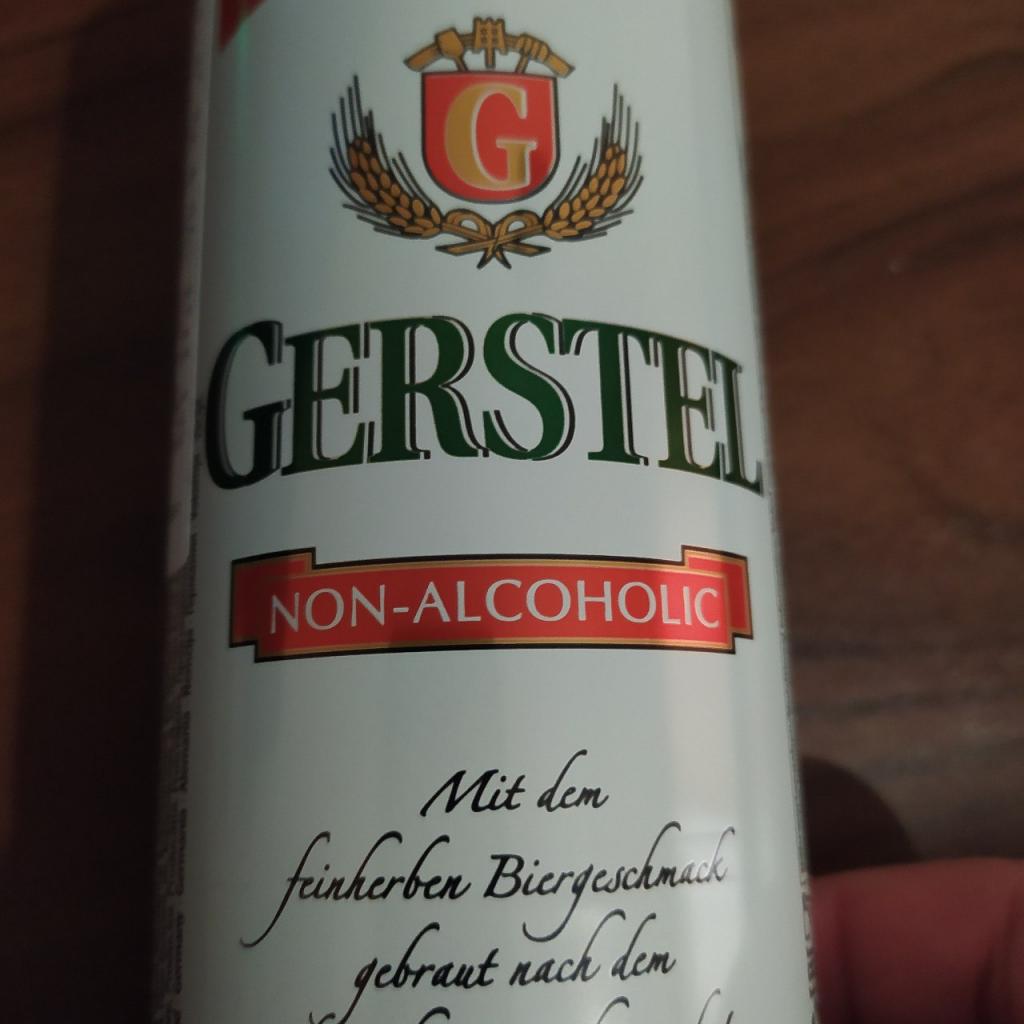 G
GERSTEL
NON-ALCOHOLIC
Mit dem
feinherben Biergeschmack
gebraut nach dem